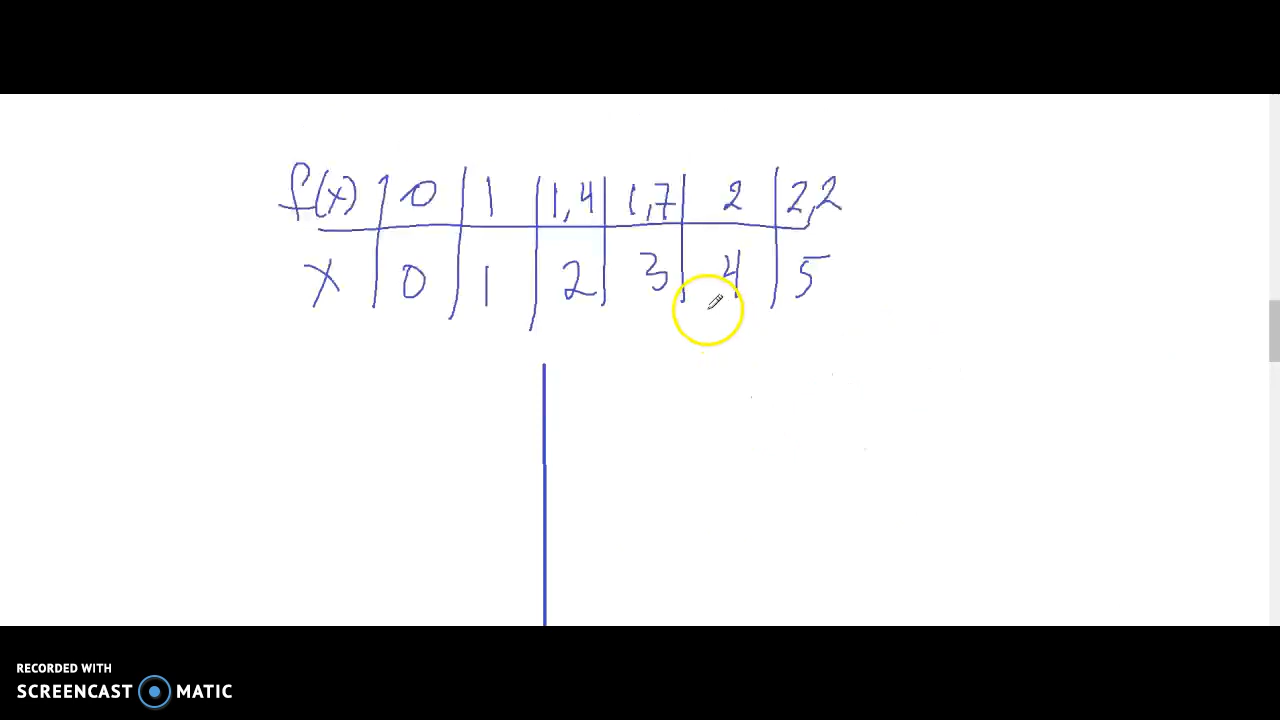 f(x) 0 1 1,4 1,7 2 2,2
x 0 1 2 3 4 5
RECORDED WITH
SCREENCAST MATIC